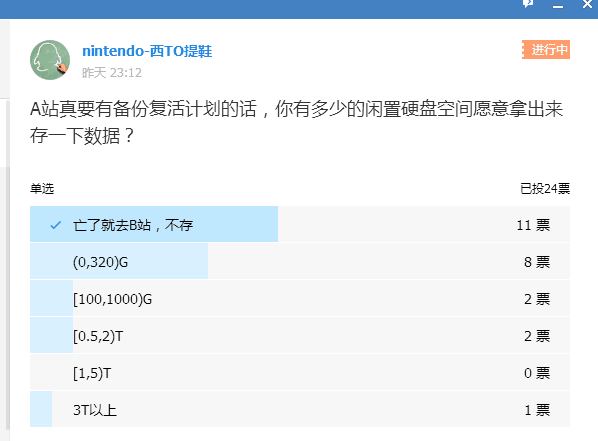 nintendo-西TO提鞋
进行中
昨天 23:12
A站真要有备份复活计划的话，你有多少的闲置硬盘空间愿意拿出来
存一下数据？
单选
已投24票
亡了就去B站，不存
11 票
(0,320)G
8 票
[100,1000)G
2 票
[0.5,2)T
2 票
[1,5)T
0 票
3T以上
1 票